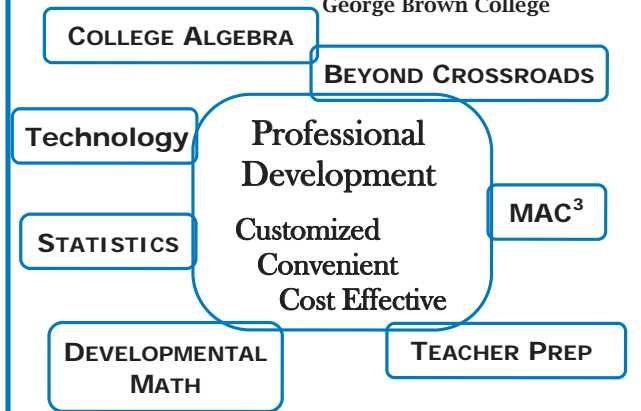 George Brown College
COLLEGE ALGEBRA
BEYOND CROSSROADS
Technology
Professional
Development
MAC³
STATISTICS
Customized
Convenient
Cost Effective
DEVELOPMENTAL
MATH
TEACHER PREP